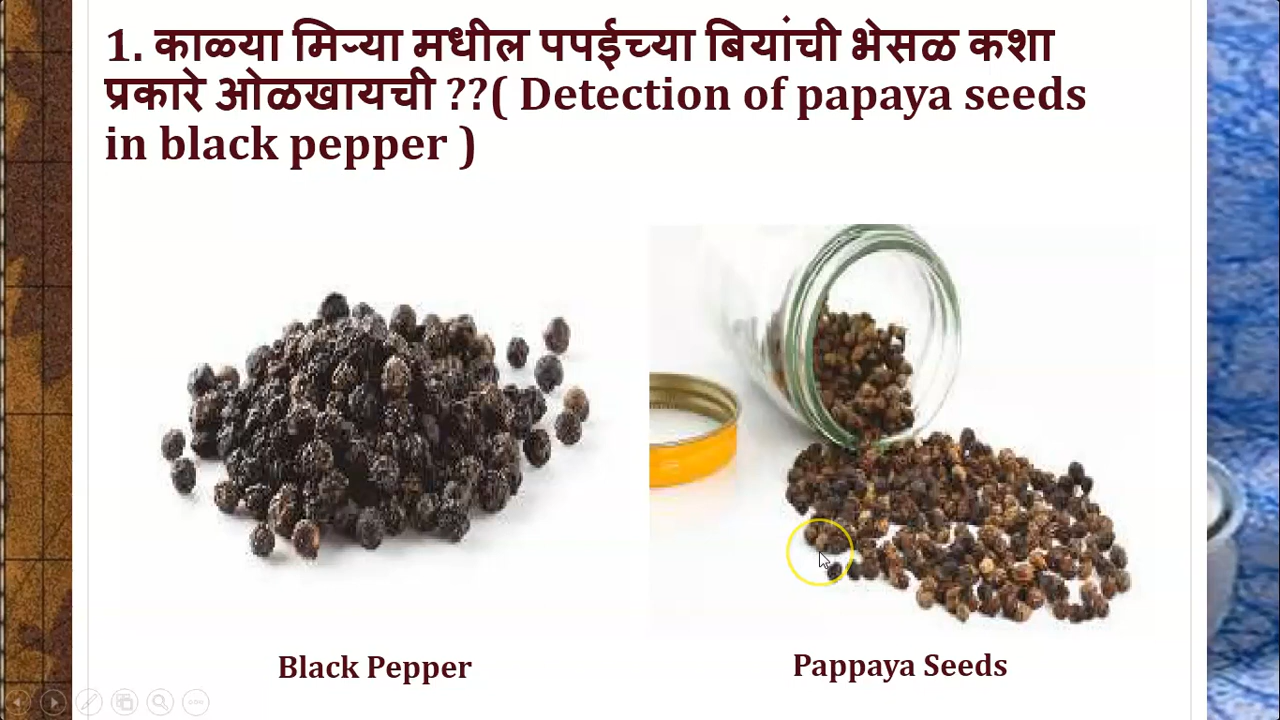 1. काळ्या मिऱ्या मधील पपईच्या बियांची भेसळ कशा
प्रकारे ओळखायची ??( Detection of papaya seeds
in black pepper )
Black Pepper
Pappaya Seeds